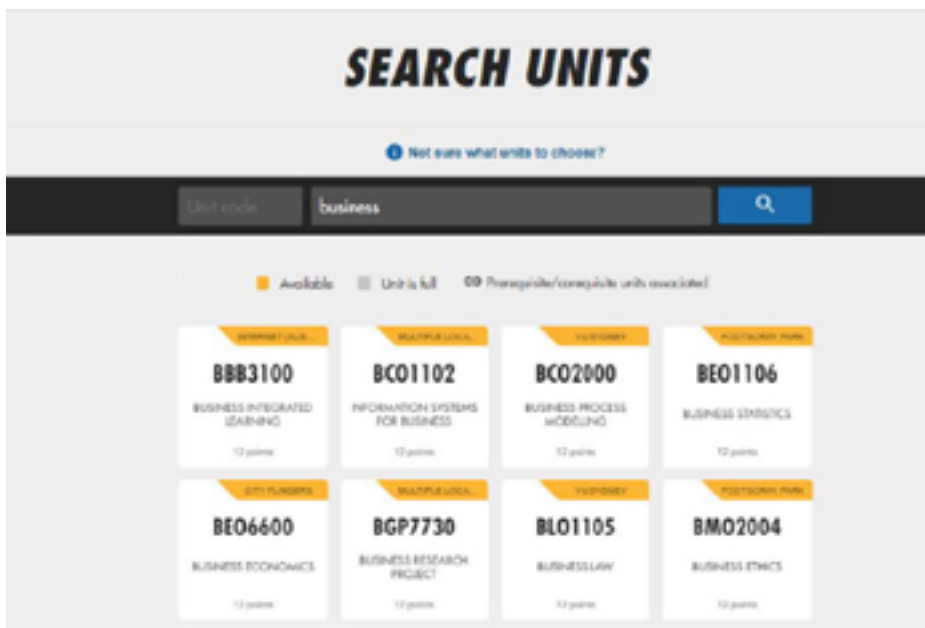 SEARCH UNITS
Not sure what units to choose?
Unit code business
Available Unit is full Prerequisite/corequisite units associated
MULTIPLE LOCA... VU SYDNEY FOOTSCRAY PARK
BBB3100 BCO1102 BCO2000 BEO1106
BUSINESS INTEGRATED INFORMATION SYSTEMS BUSINESS PROCESS BUSINESS STATISTICS
LEARNING FOR BUSINESS MODELLING
12 points 12 points 12 points 12 points
CITY FLINDERS MULTIPLE LOCA... VU SYDNEY FOOTSCRAY PARK
BEO6600 BGP7730 BLO1105 BMO2004
BUSINESS ECONOMICS BUSINESS RESEARCH BUSINESS LAW BUSINESS ETHICS
PROJECT
12 points 12 points 12 points 12 points